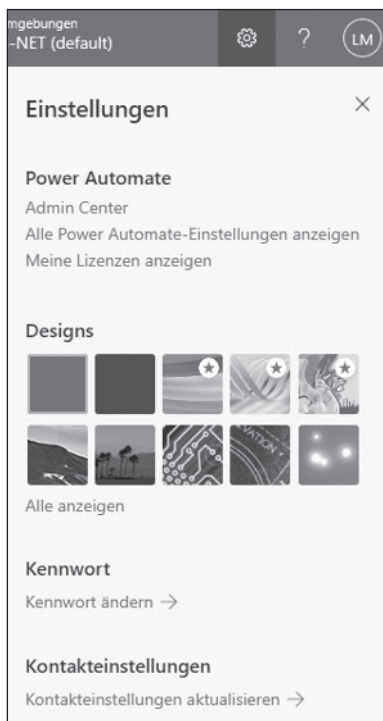 mgebungen
-NET (default)
?
LM
Einstellungen
Power Automate
Admin Center
Alle Power Automate-Einstellungen anzeigen
Meine Lizenzen anzeigen
Designs
VATION
Alle anzeigen
Kennwort
Kennwort ändern →
Kontakteinstellungen
Kontakteinstellungen aktualisieren →